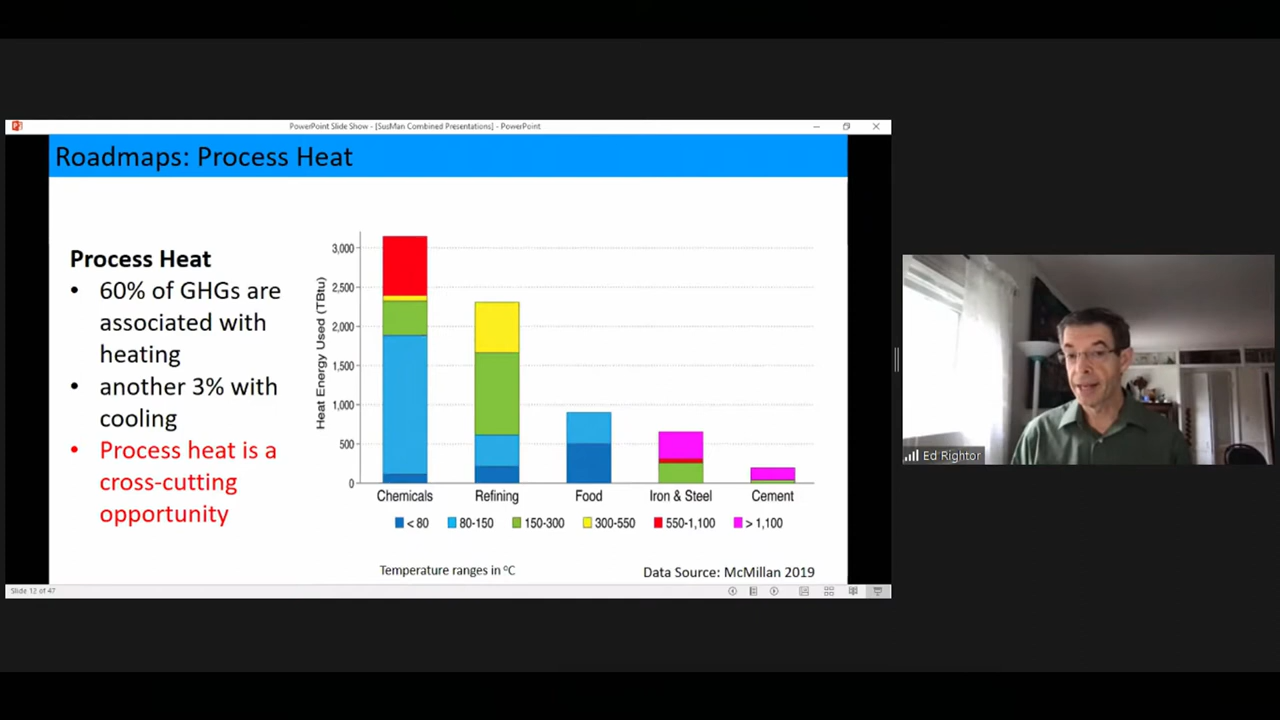 PowerPoint Slide Show - [SusMan Combined Presentations] - PowerPoint
Roadmaps: Process Heat
Process Heat
• 60% of GHGs are
associated with
heating
• another 3% with
cooling
• Process heat is a
cross-cutting
opportunity
Heat Energy Used (TBtu)
3,000
2,500
2,000
1,500
1,000
500
0
Chemicals Refining Food Iron & Steel Cement
< 80 80-150 150-300 300-550 550-1,100 > 1,100
Temperature ranges in °C
Data Source: McMillan 2019
Slide 12 of 47
Ed Rightor